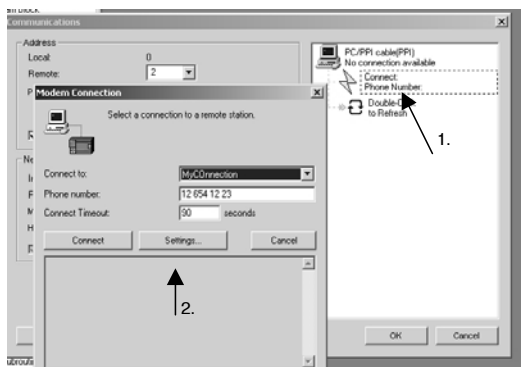 Communications
Address
Local: 0
Remote: 2
P
Ne
PC/PPI cable(PPI)
No connection available
Connect:
Phone Number:
Double-C
to Refresh
1.
Modem Connection
Select a connection to a remote station.
Connect to: MyCOnnection
Phone number: 12 654 12 23
Connect Timeout: 90 seconds
Connect Settings... Cancel
2.
OK Cancel